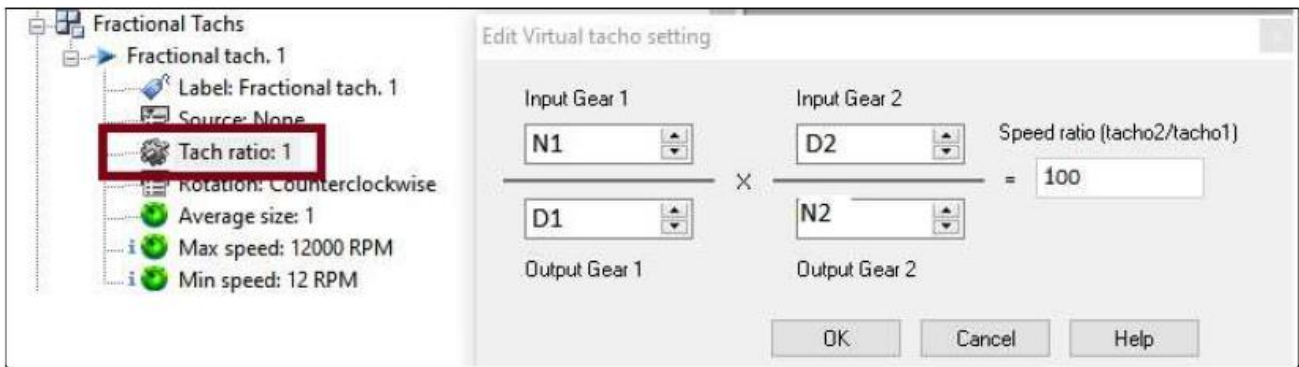 Fractional Tachs
Fractional tach. 1
Label: Fractional tach. 1
Source: None
Tach ratio: 1
Rotation: Counterclockwise
Average size: 1
Max speed: 12000 RPM
Min speed: 12 RPM
Edit Virtual tacho setting
Input Gear 1
Input Gear 2
N1
D2
Speed ratio (tacho2/tacho1)
X
= 100
D1
N2
Output Gear 1
Output Gear 2
OK
Cancel
Help